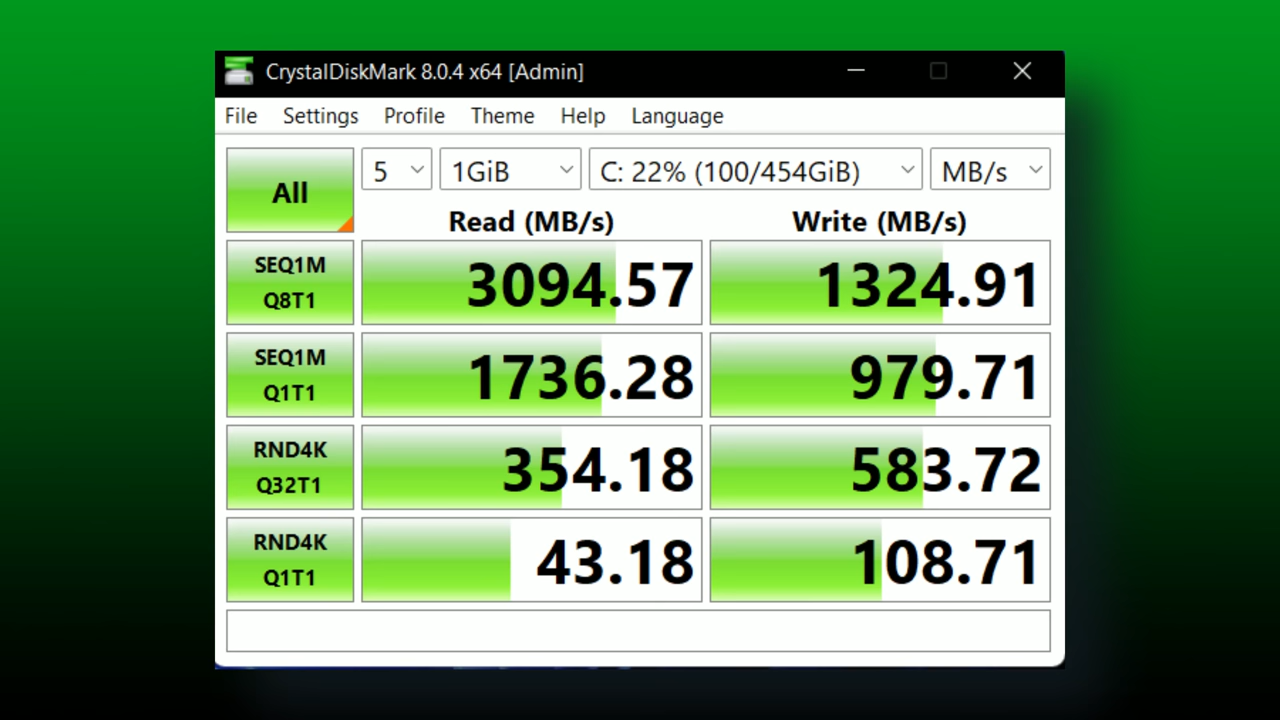 CrystalDiskMark 8.0.4 x64 [Admin]
File Settings Profile Theme Help Language
All 5 1GiB C: 22% (100/454GiB) MB/s
Read (MB/s) Write (MB/s)
SEQ1M
Q8T1
3094.57 1324.91
SEQ1M
Q1T1
1736.28 979.71
RND4K
Q32T1
354.18 583.72
RND4K
Q1T1
43.18 108.71